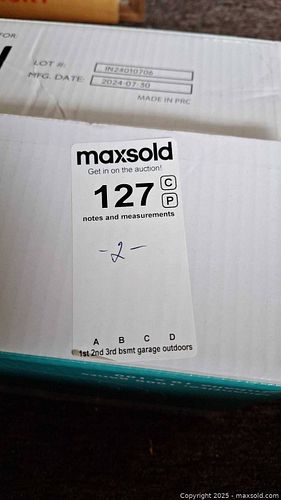 FOR:
LOT #: IN24010706
MFG. DATE: 2024-07-30
MADE IN PRC
maxsold
Get in on the auction!
127 C P
notes and measurements
-2-
A B C D
1st 2nd 3rd bsmt garage outdoors
Copyright 2025 - maxsold.com